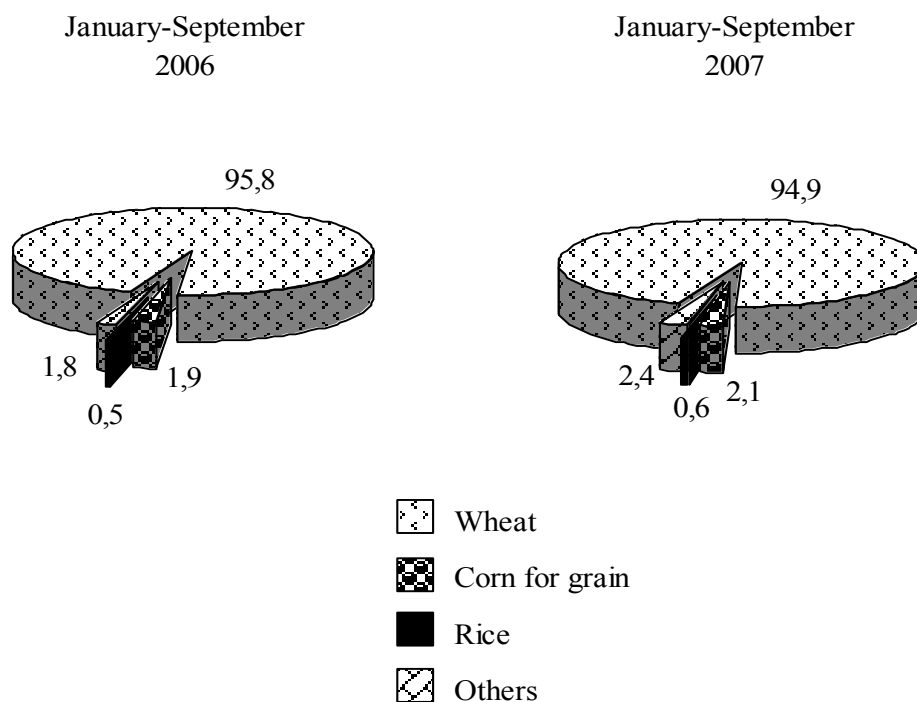 January-September
2006
January-September
2007
95,8
94,9
1,8
1,9
0,5
2,4
2,1
0,6
Wheat
Corn for grain
Rice
Others